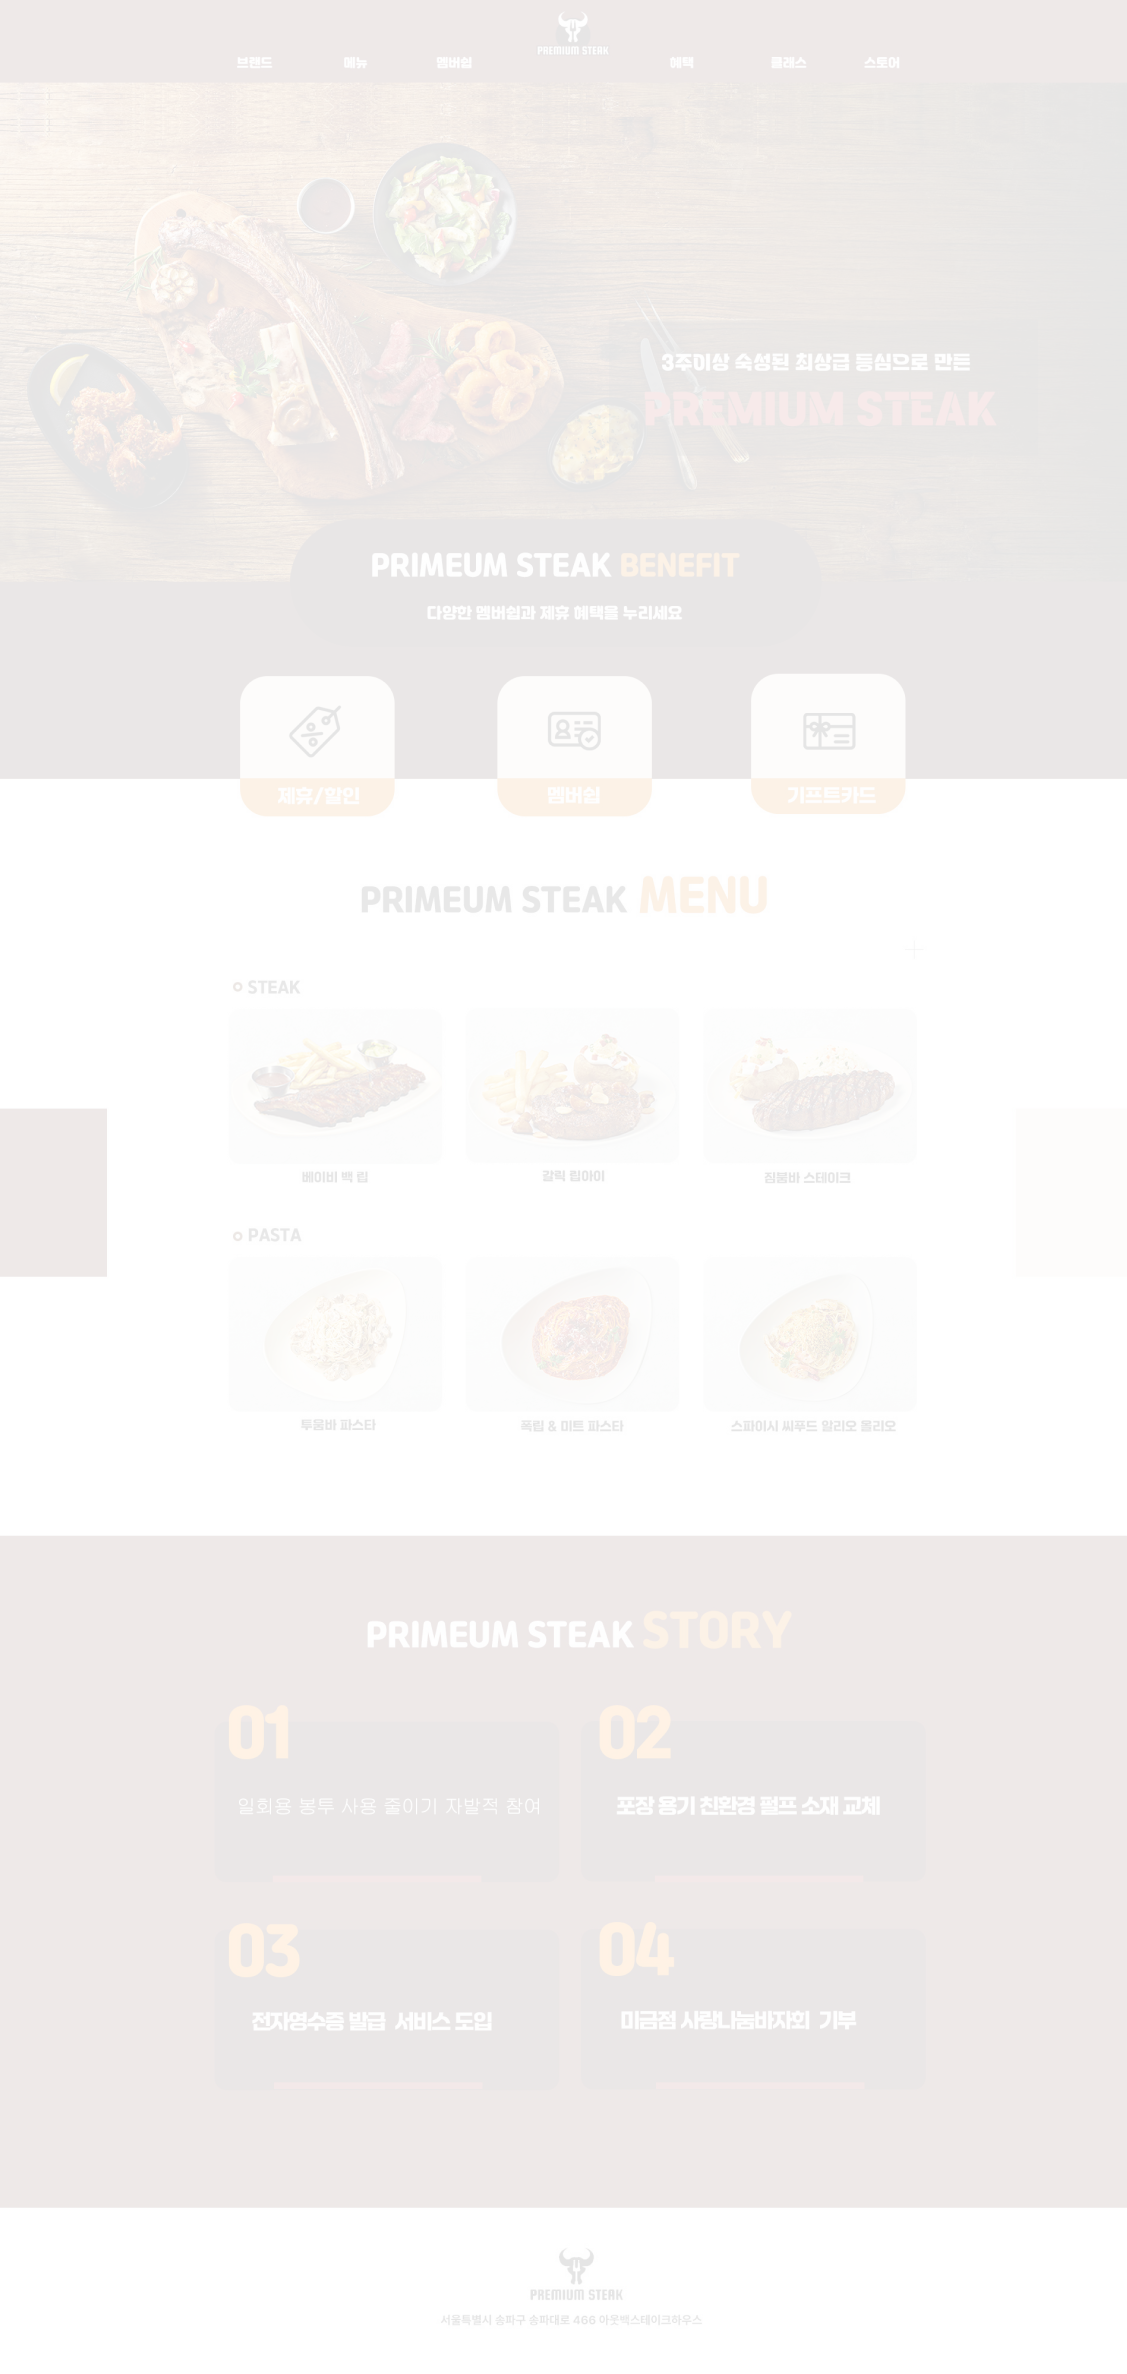 PREMIUM STEAK
브랜드 메뉴 멤버쉽 혜택 클래스 스토어
3주이상 숙성된 최상급 등심으로 만든
PREMIUM STEAK
PRIMEUM STEAK BENEFIT
다양한 멤버쉽과 제휴 혜택을 누리세요
제휴/할인 멤버쉽 기프트카드
PRIMEUM STEAK MENU
STEAK
베이비 백 립 갈릭 립아이 짐붐바 스테이크
PASTA
투움바 파스타 폭립 & 미트 파스타 스파이시 씨푸드 알리오 올리오
PRIMEUM STEAK STORY
01 02
일회용 봉투 사용 줄이기 자발적 참여 포장 용기 친환경 펄프 소재 교체
03 04
전자영수증 발급 서비스 도입 미금점 사랑나눔바자회 기부
PREMIUM STEAK
서울특별시 송파구 송파대로 466 아웃백스테이크하우스